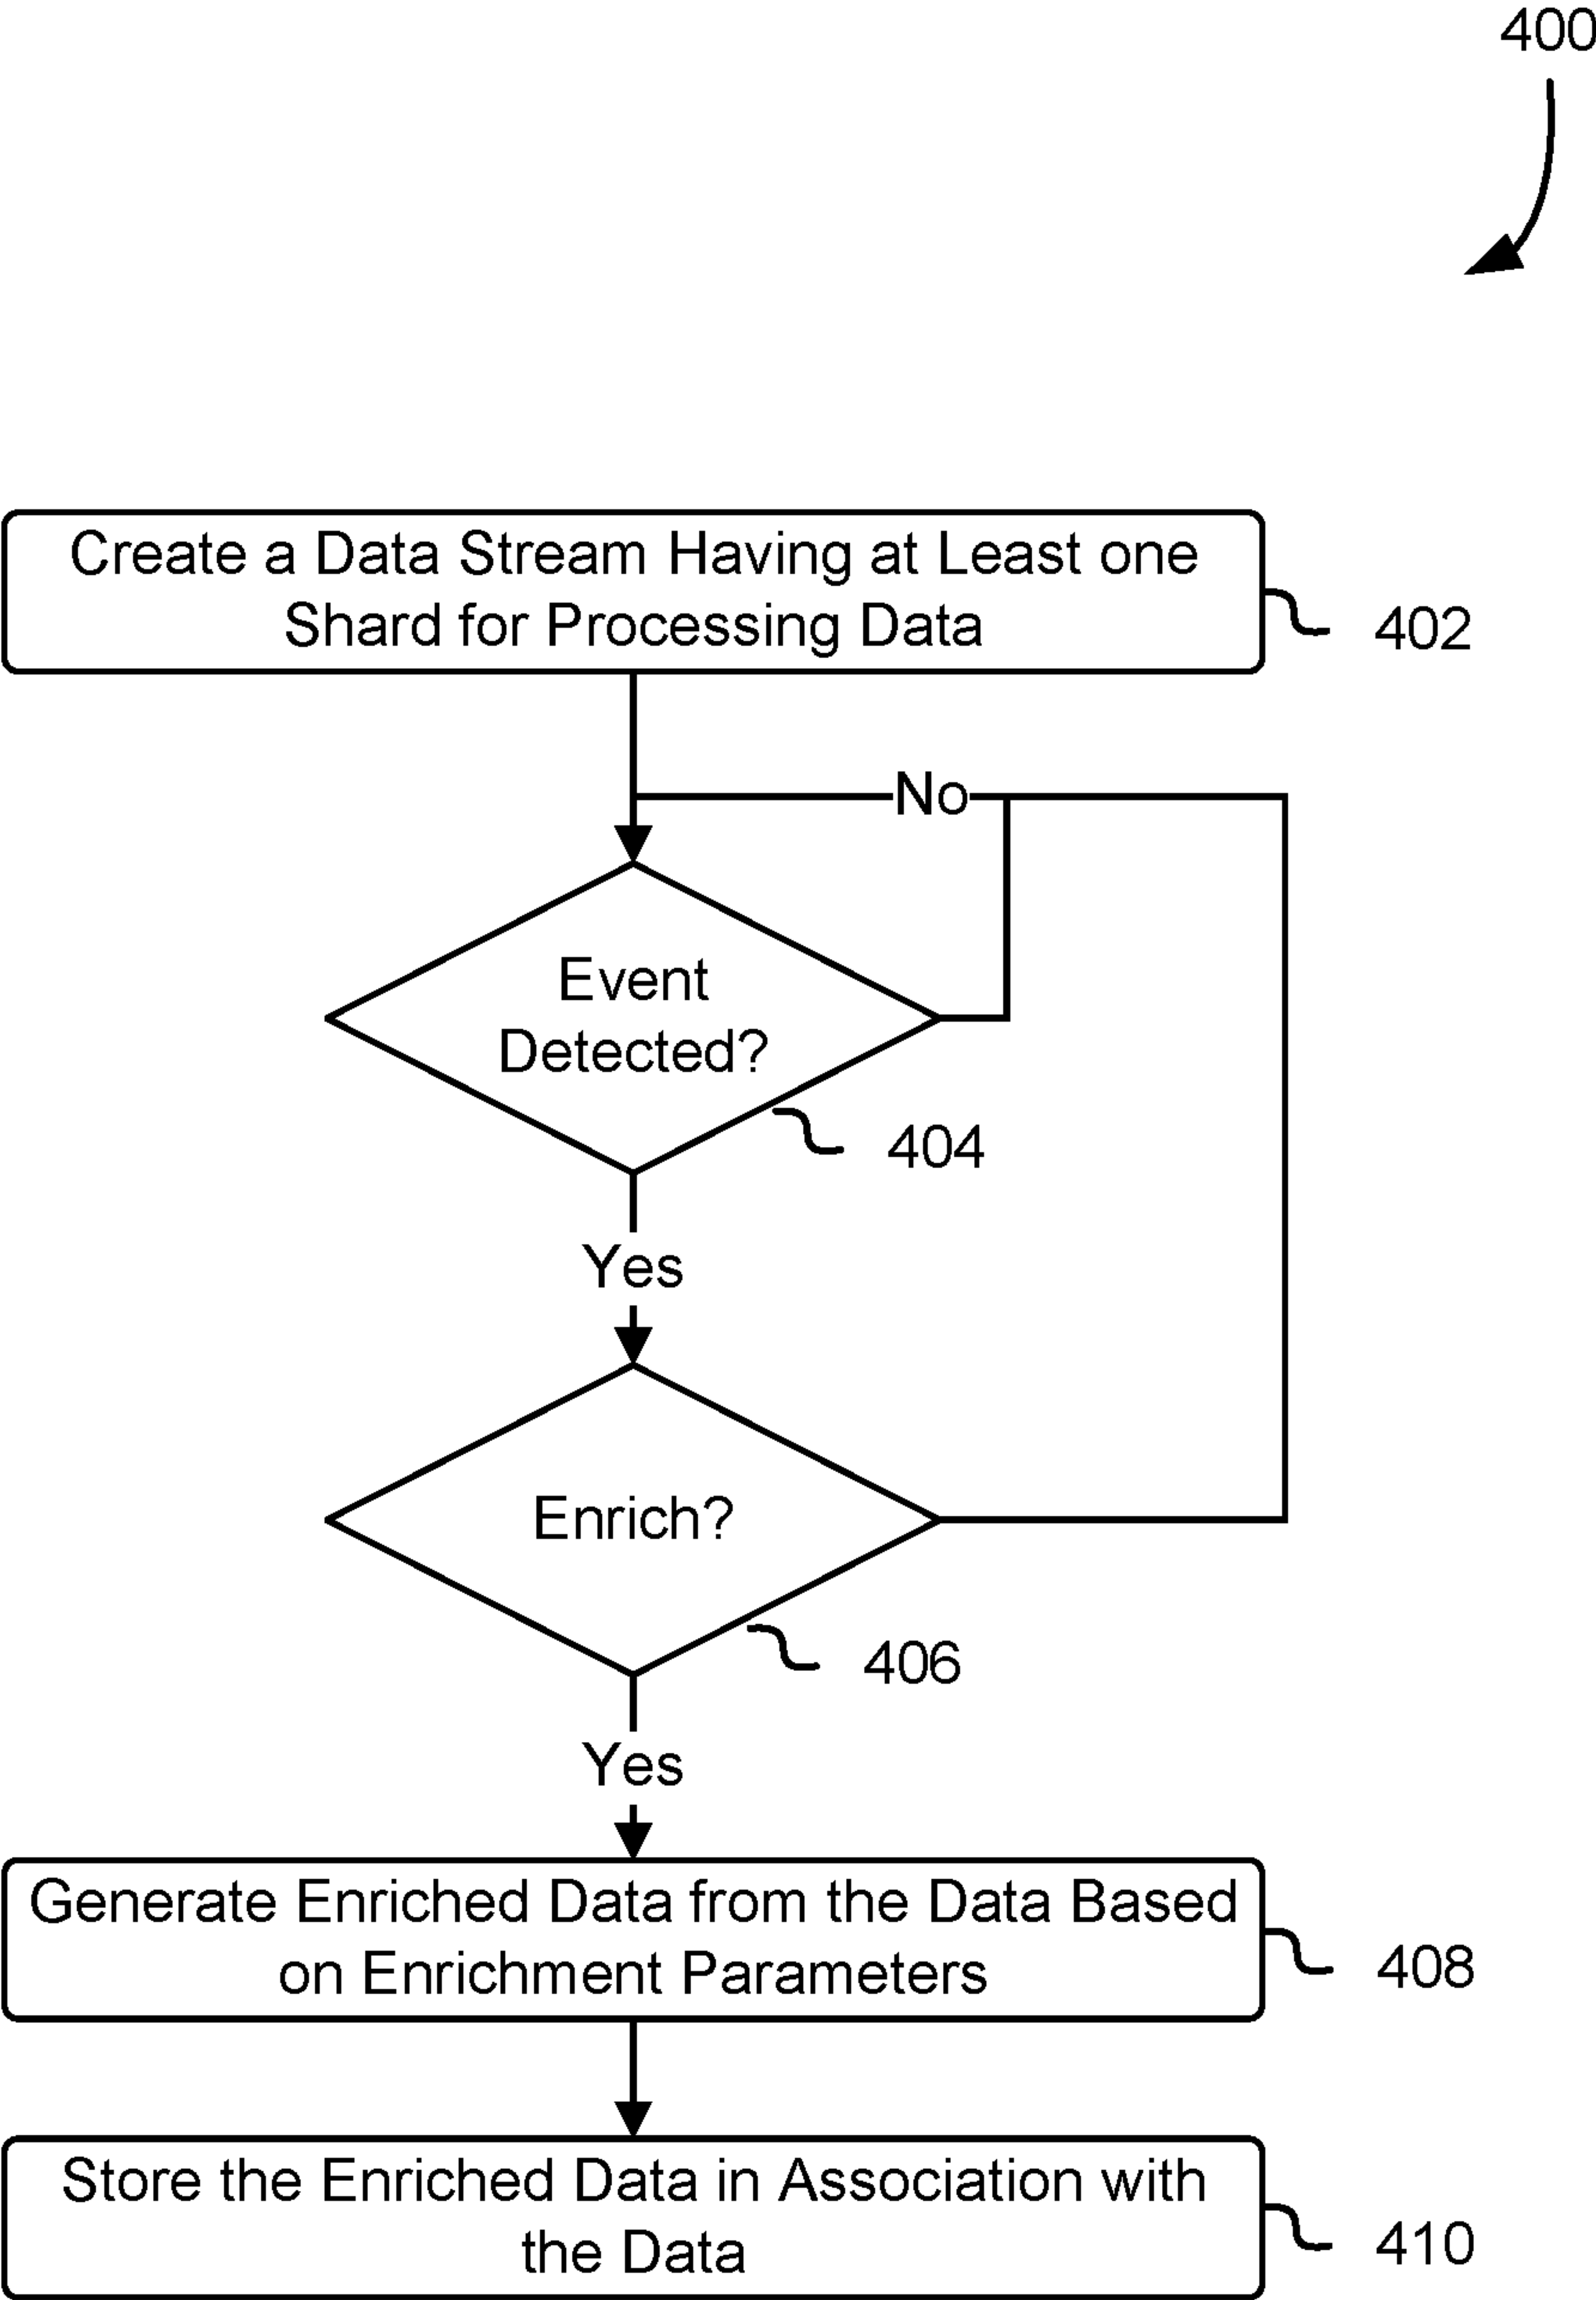 400
Create a Data Stream Having at Least one
Shard for Processing Data
402
No
Event
Detected?
404
Yes
Enrich?
406
Yes
Generate Enriched Data from the Data Based
on Enrichment Parameters
408
Store the Enriched Data in Association with
the Data
410